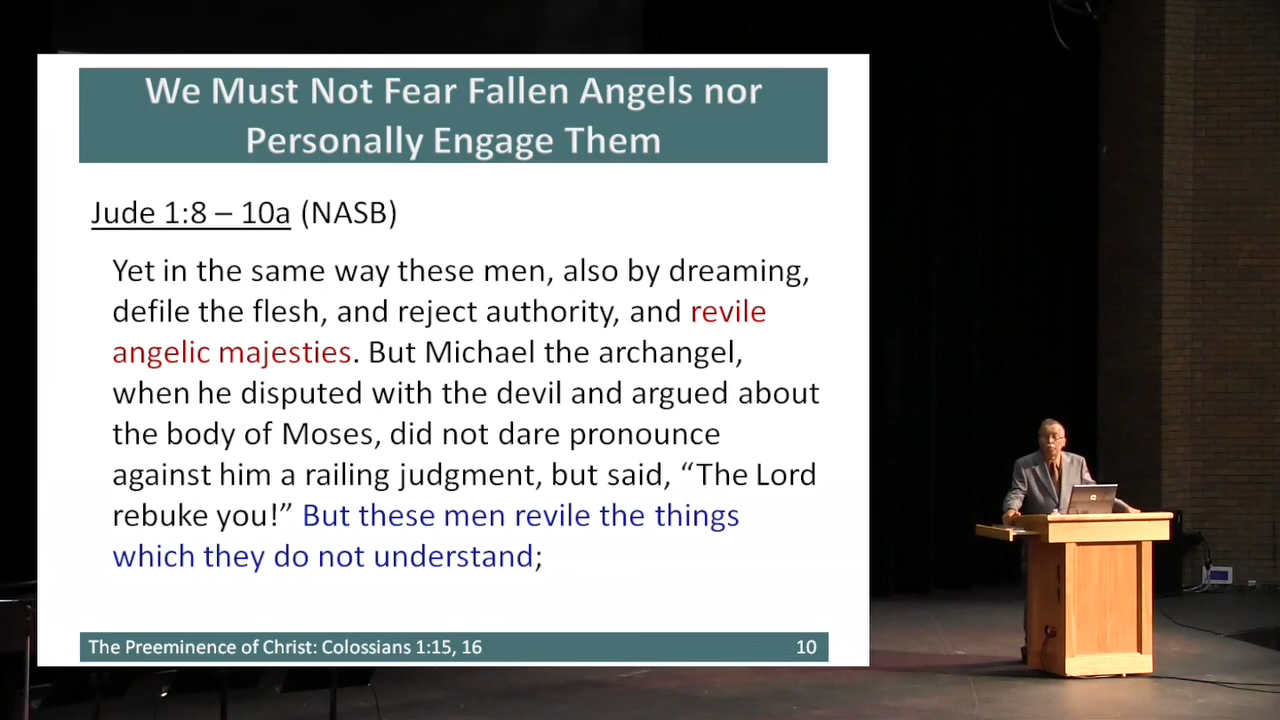 We Must Not Fear Fallen Angels nor
Personally Engage Them
Jude 1:8 – 10a (NASB)
Yet in the same way these men, also by dreaming,
defile the flesh, and reject authority, and revile
angelic majesties. But Michael the archangel,
when he disputed with the devil and argued about
the body of Moses, did not dare pronounce
against him a railing judgment, but said, “The Lord
rebuke you!” But these men revile the things
which they do not understand;
The Preeminence of Christ: Colossians 1:15, 16 10